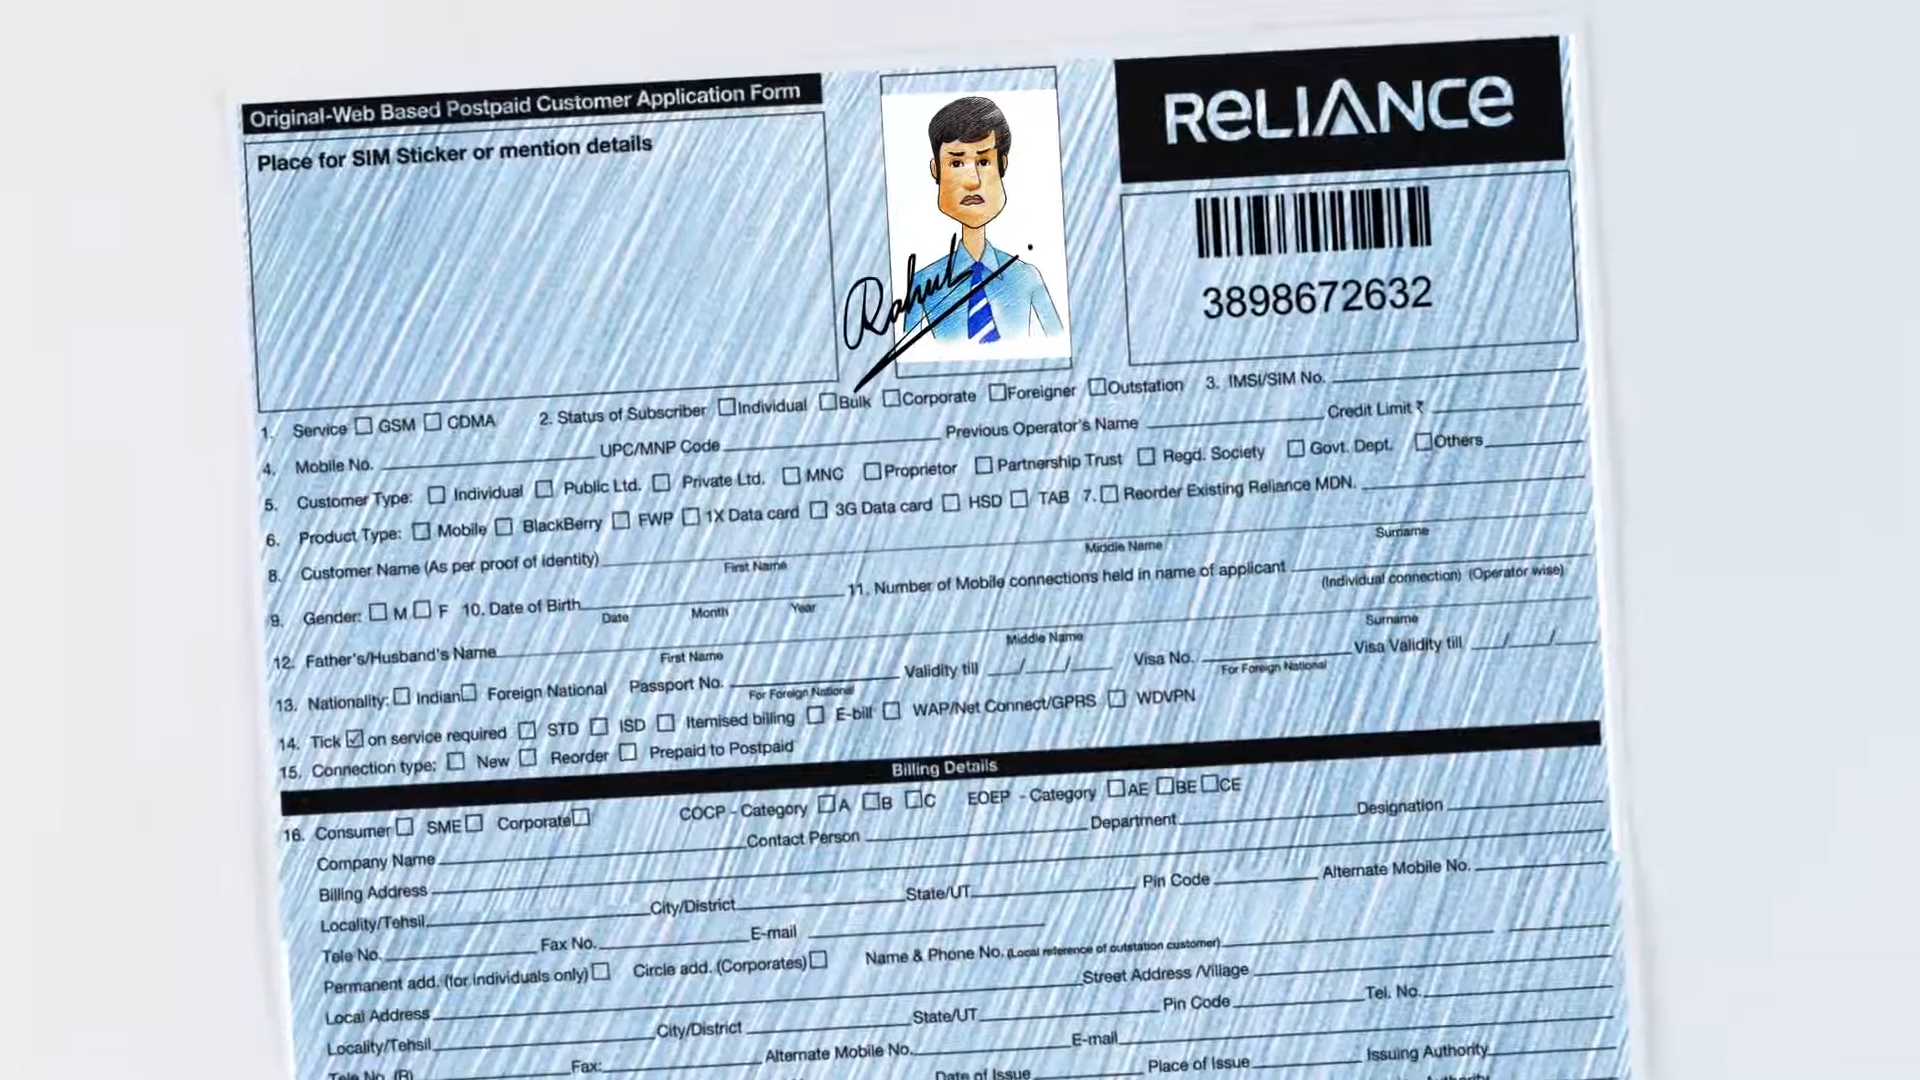 Original-Web Based Postpaid Customer Application Form
Place for SIM Sticker or mention details
RELIANCE
3898672632
Rahul
1. Service GSM CDMA 2. Status of Subscriber Individual Bulk Corporate Foreigner Outstation 3. IMSI/SIM No.
4. Mobile No. UPC/MNP Code Previous Operator's Name Credit Limit ₹
5. Customer Type: Individual Public Ltd. Private Ltd. MNC Proprietor Partnership Trust Regd. Society Govt. Dept. Others
6. Product Type: Mobile BlackBerry FWP 1X Data card 3G Data card HSD TAB 7. Reorder Existing Reliance MDN.
8. Customer Name (As per proof of identity)
First Name Middle Name Surname
9. Gender: M F 10. Date of Birth 11. Number of Mobile connections held in name of applicant
Date Month Year (Individual connection) (Operator wise)
12. Father's/Husband's Name
First Name Middle Name Surname
13. Nationality: Indian Foreign National Passport No. Validity till / / Visa No. Visa Validity till / /
For Foreign National For Foreign National
14. Tick on service required STD ISD Itemised billing E-bill WAP/Net Connect/GPRS WDVPN
15. Connection type: New Reorder Prepaid to Postpaid
Billing Details
16. Consumer SME Corporate COCP - Category A B C EOEP - Category AE BE CE
Company Name Contact Person Department Designation
Billing Address
Locality/Tehsil City/District State/UT Pin Code Alternate Mobile No.
Tele No. Fax No. E-mail
Permanent add. (for individuals only) Circle add. (Corporates) Name & Phone No. (Local reference of outstation customer)
Local Address Street Address /Village
Locality/Tehsil City/District State/UT Pin Code Tel. No.
Tele No. (R) Fax: Alternate Mobile No. E-mail
Date of Issue Place of Issue Issuing Authority